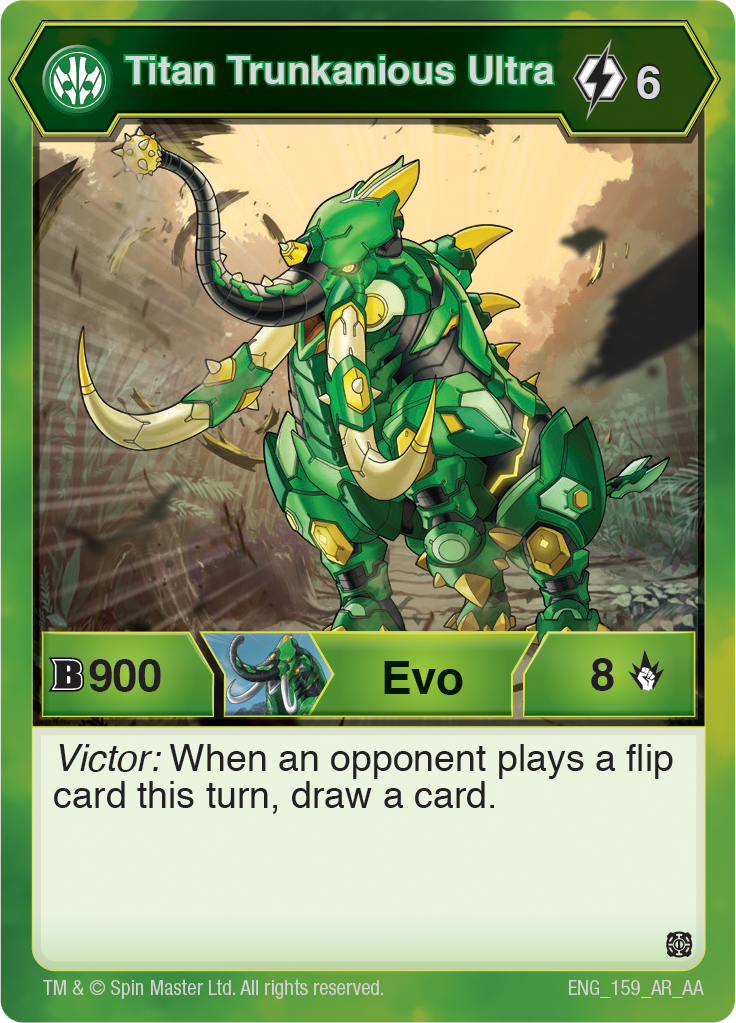 Titan Trunkanious Ultra 6
B 900 Evo 8
Victor: When an opponent plays a flip
card this turn, draw a card.
TM & © Spin Master Ltd. All rights reserved. ENG_159_AR_AA